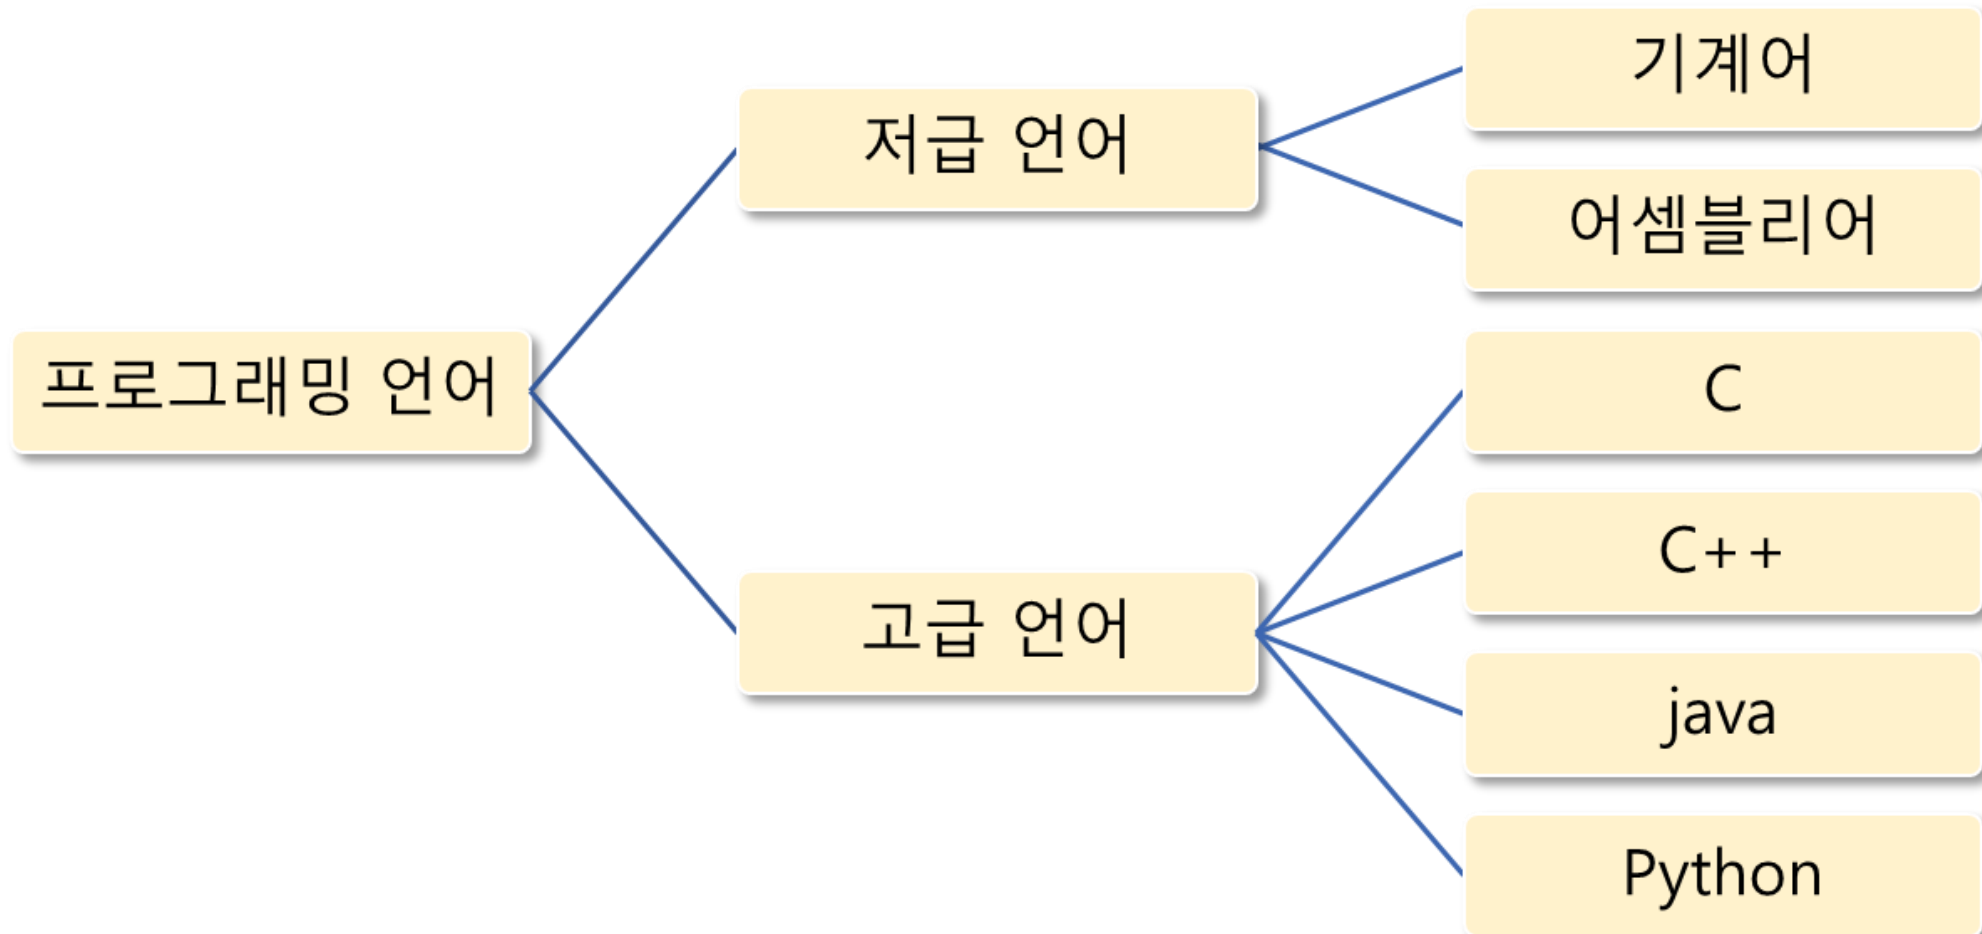 프로그래밍 언어
저급 언어
기계어
어셈블리어
고급 언어
C
C++
java
Python